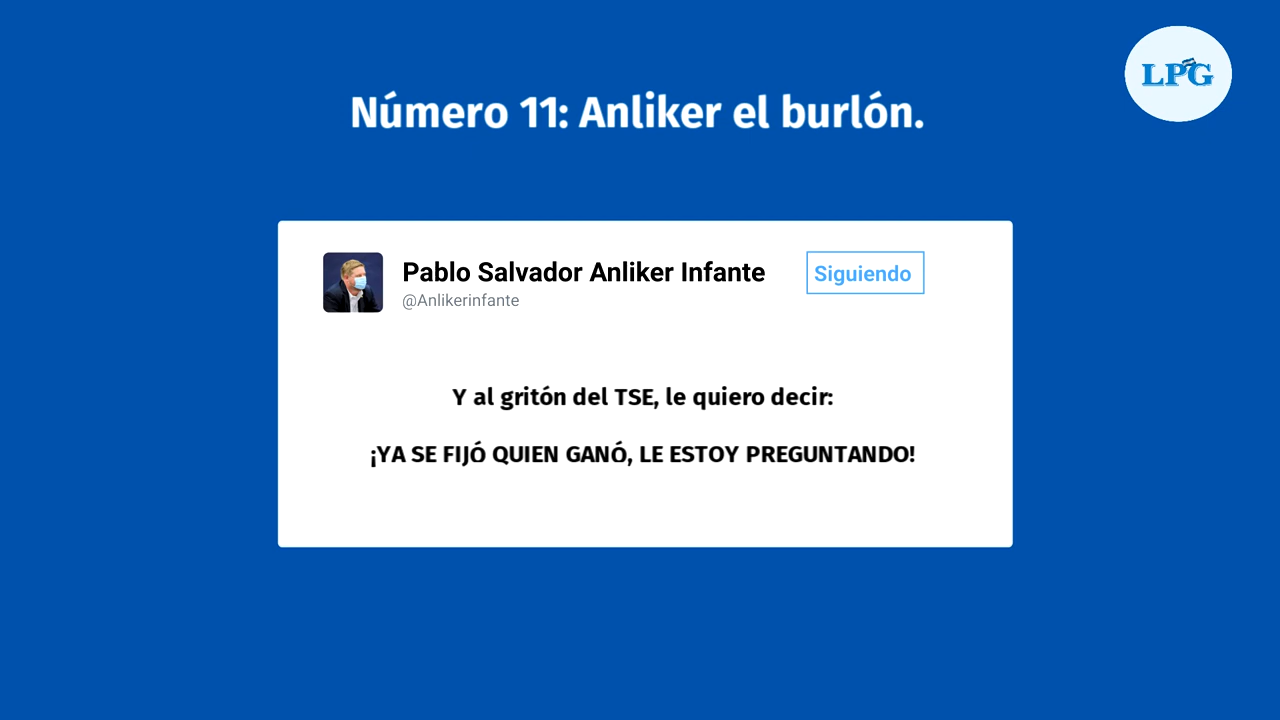 LPG
Número 11: Anliker el burlón.
Pablo Salvador Anliker Infante
Siguiendo
@Anlikerinfante
Y al gritón del TSE, le quiero decir:
¡YA SE FIJÓ QUIEN GANÓ, LE ESTOY PREGUNTANDO!